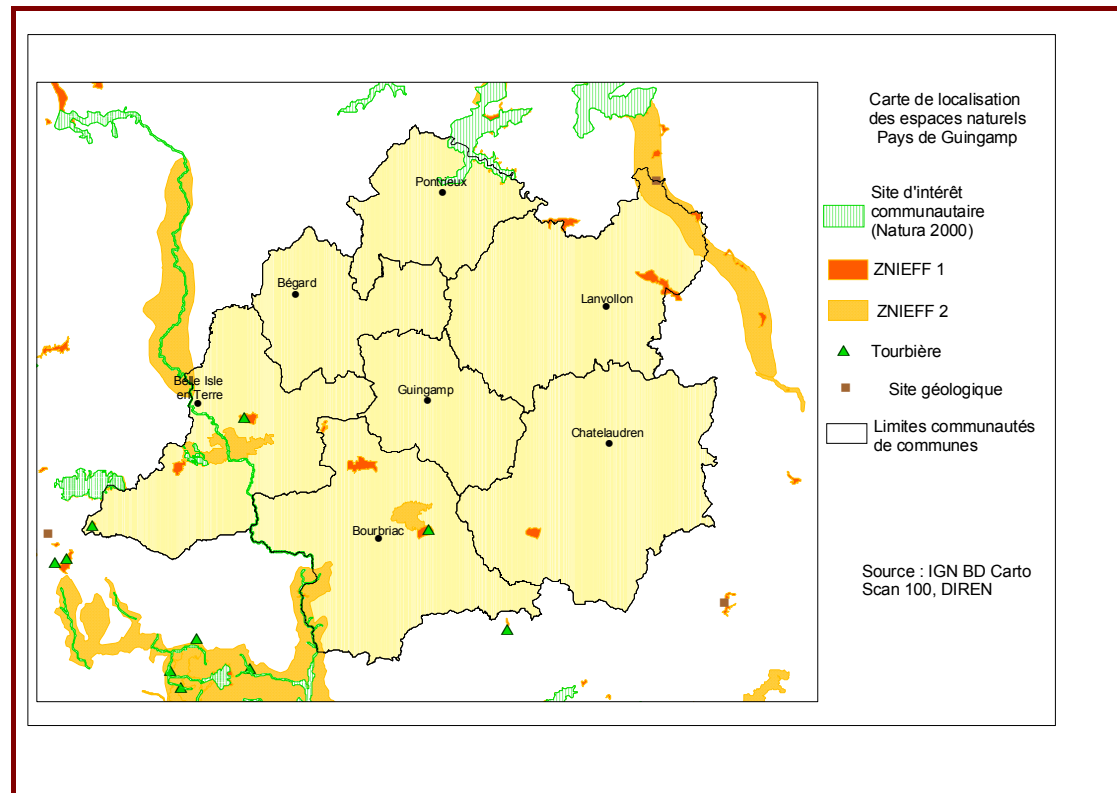 Carte de localisation
des espaces naturels
Pays de Guingamp
Site d'intérêt
communautaire
(Natura 2000)
ZNIEFF 1
ZNIEFF 2
Tourbière
Site géologique
Limites communautés
de communes
Source : IGN BD Carto
Scan 100, DIREN
Pontrieux
Bégard
Lanvollon
Belle Isle
en Terre
Guingamp
Chatelaudren
Bourbriac